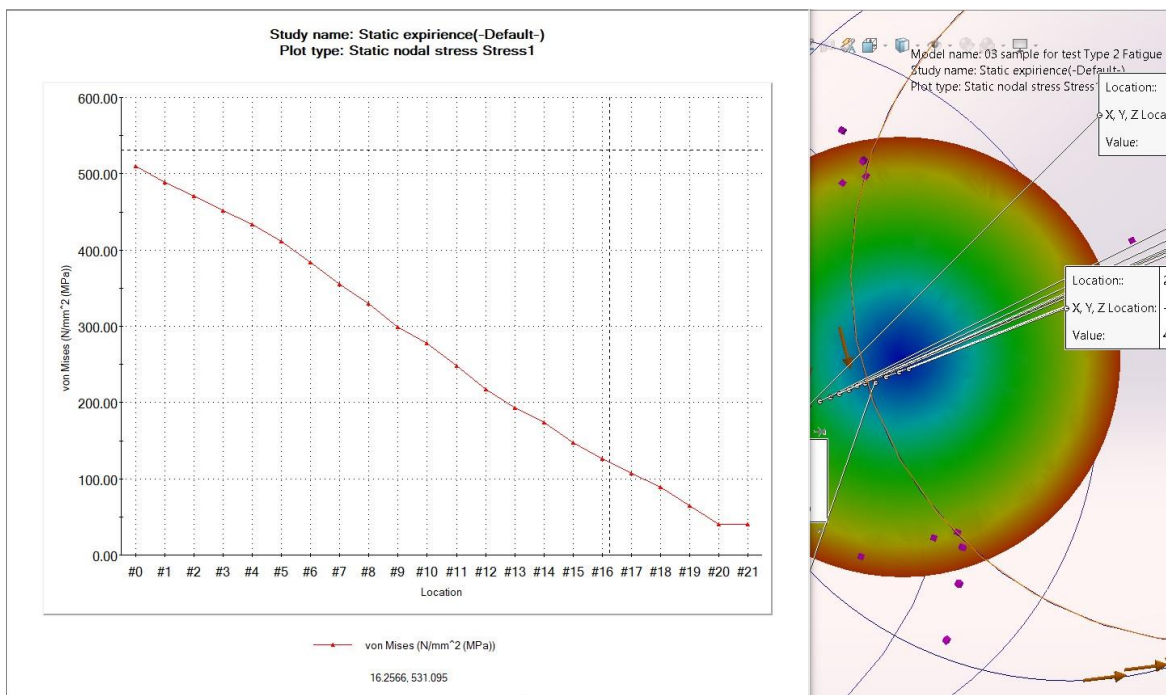 Study name: Static expirience(-Default-)
Plot type: Static nodal stress Stress1
600.00
500.00
400.00
300.00
200.00
100.00
0.00
von Mises (N/mm^2 (MPa))
#0 #1 #2 #3 #4 #5 #6 #7 #8 #9 #10 #11 #12 #13 #14 #15 #16 #17 #18 #19 #20 #21
Location
von Mises (N/mm^2 (MPa))
16.2566, 531.095
Model name: 03 sample for test Type 2 Fatigue
Study name: Static expirience(-Default-)
Plot type: Static nodal stress Stress
Location::
X, Y, Z Loca
Value:
Location::
X, Y, Z Location:
Value: